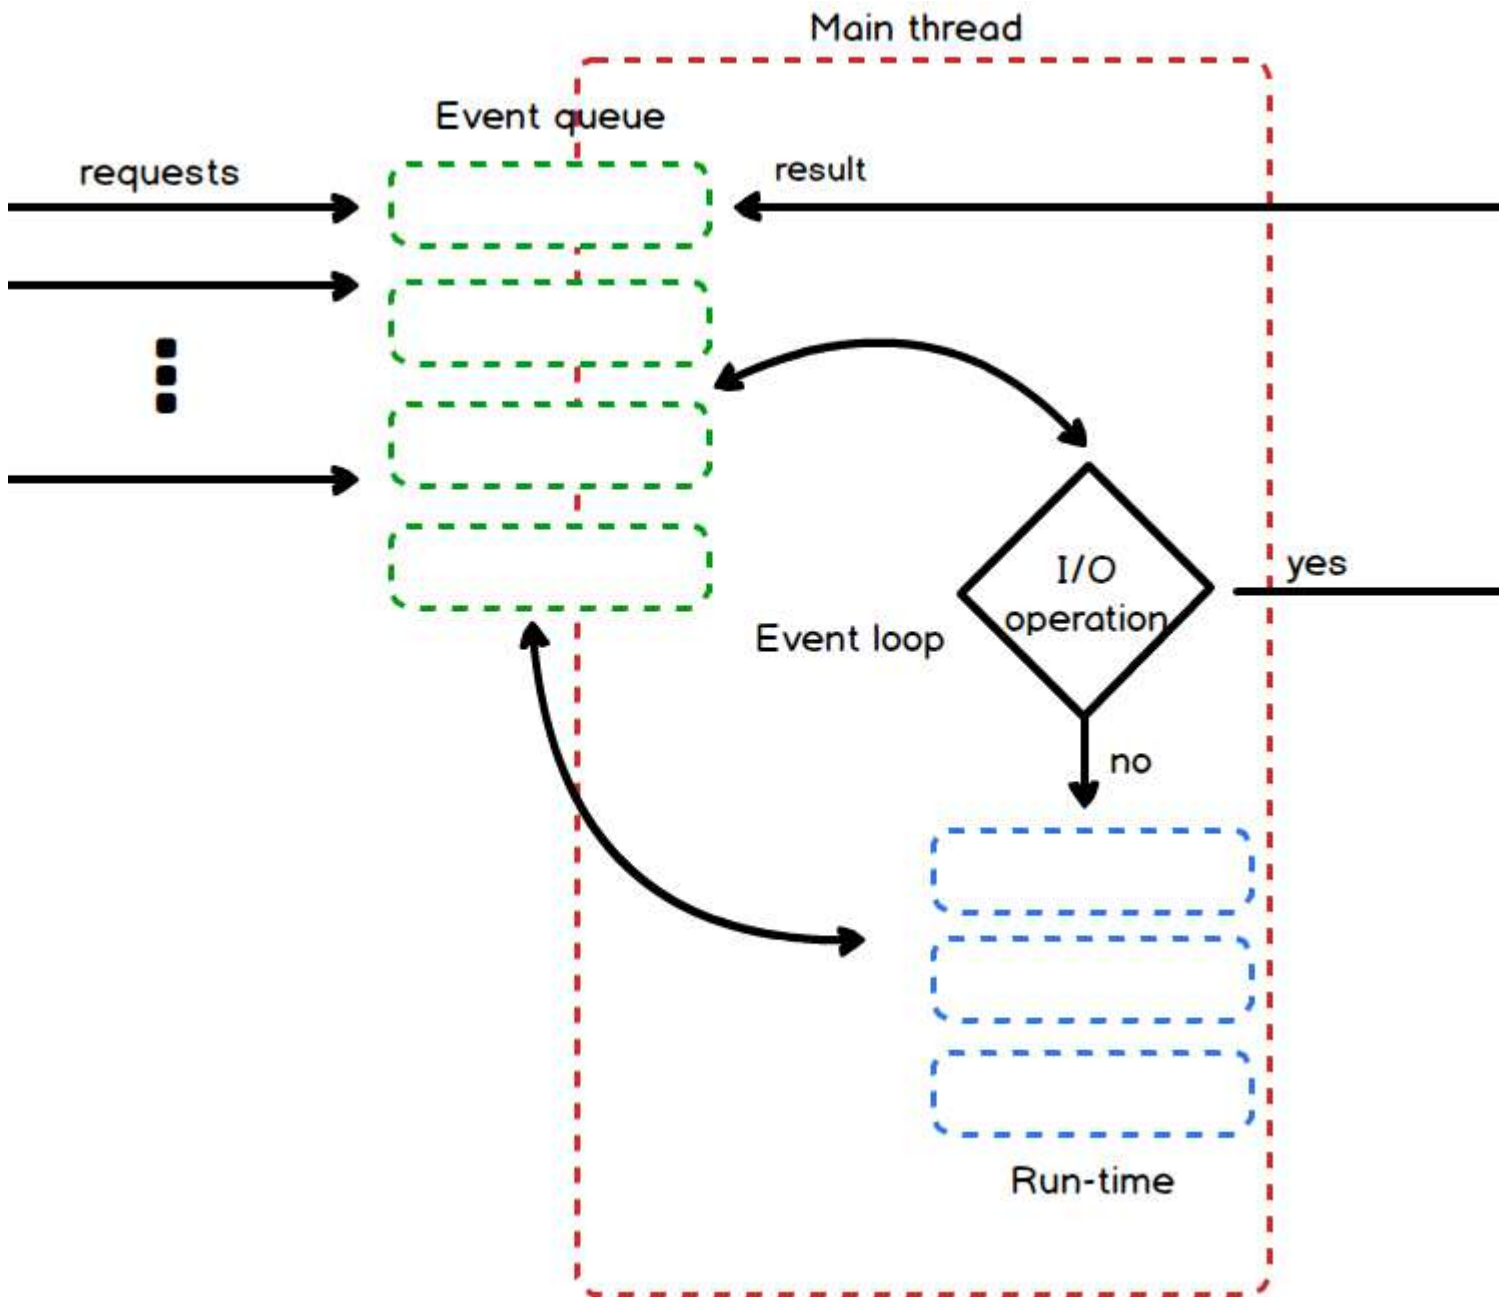 Main thread
Event queue
requests
result
I/O
operation
yes
Event loop
no
Run-time